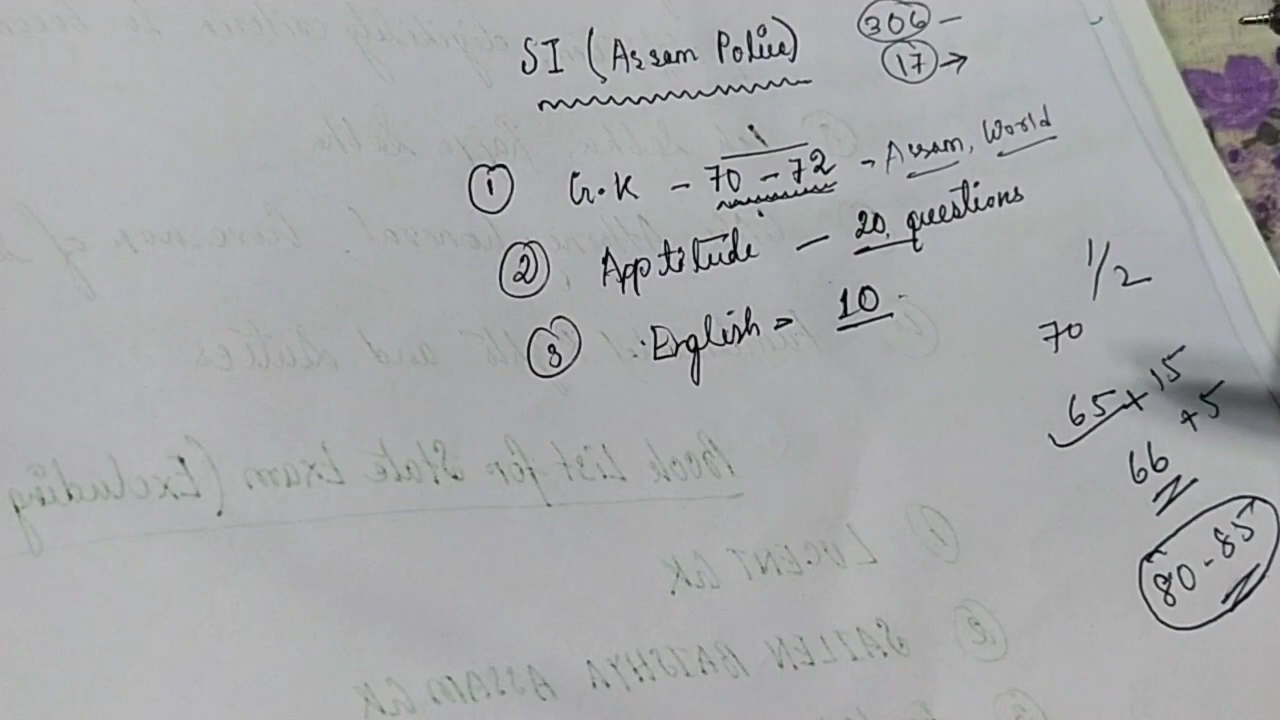 SI (Assam Police)
306 -
17 →
① G.K - 70 - 72 - Assam, World
② Apptitude - 20 questions
③ English > 10
1/2
70
65 + 15
+ 5
66
80 - 85
Book List for State Exam (Excluding
① LUCENT GK
② SAILEN BAISHYA ASSAM GK